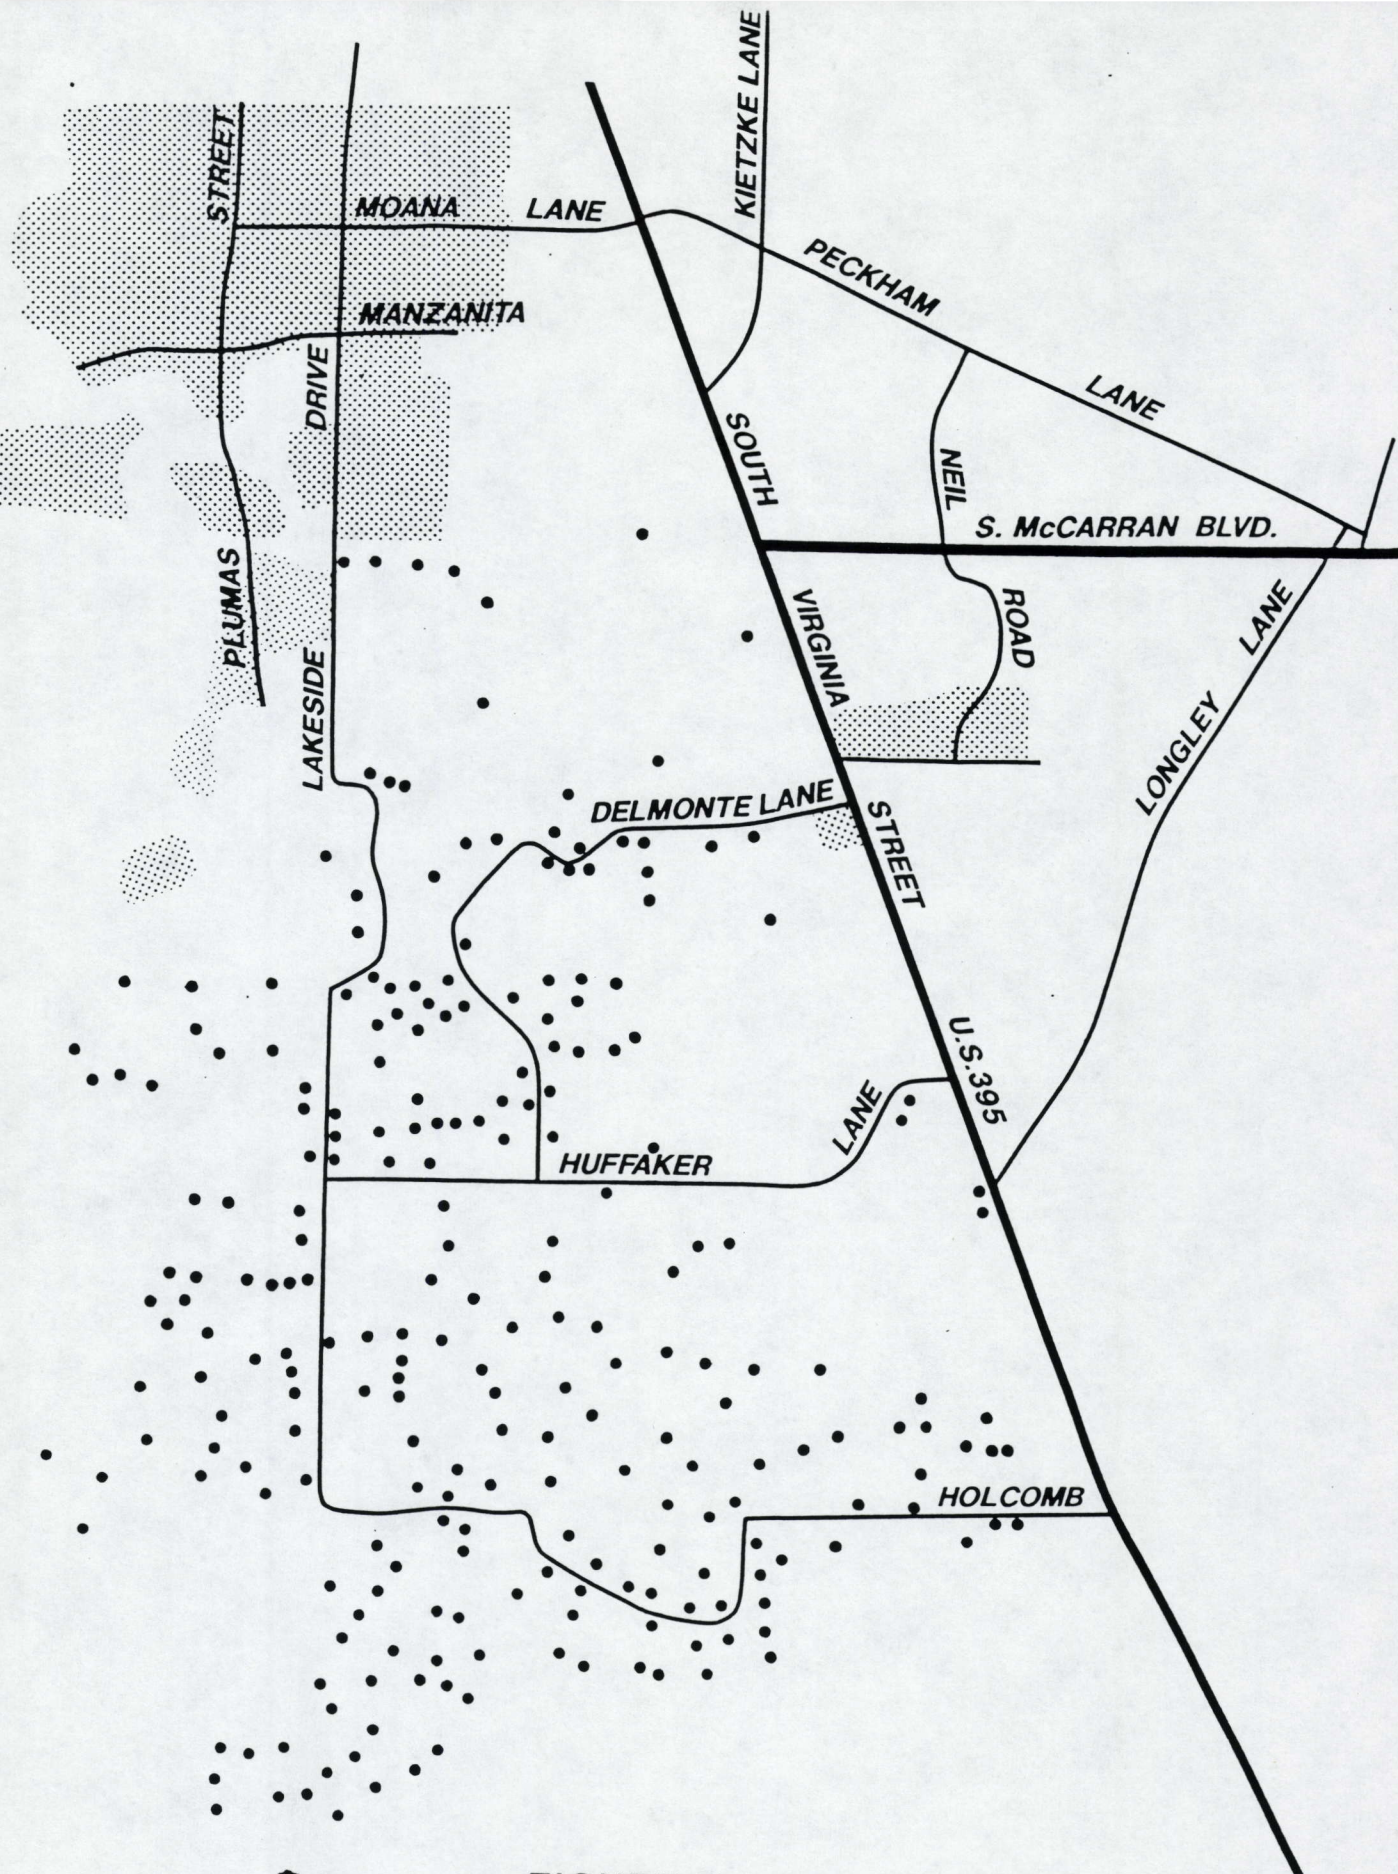 KIETZKE LANE
STREET
MOANA LANE
PECKHAM
MANZANITA
DRIVE
LANE
SOUTH
NEIL
S. McCARRAN BLVD.
PLUMAS
VIRGINIA
ROAD
LANE
LAKESIDE
LONGLEY
DELMONTE LANE
STREET
U.S.395
LANE
HUFFAKER
HOLCOMB